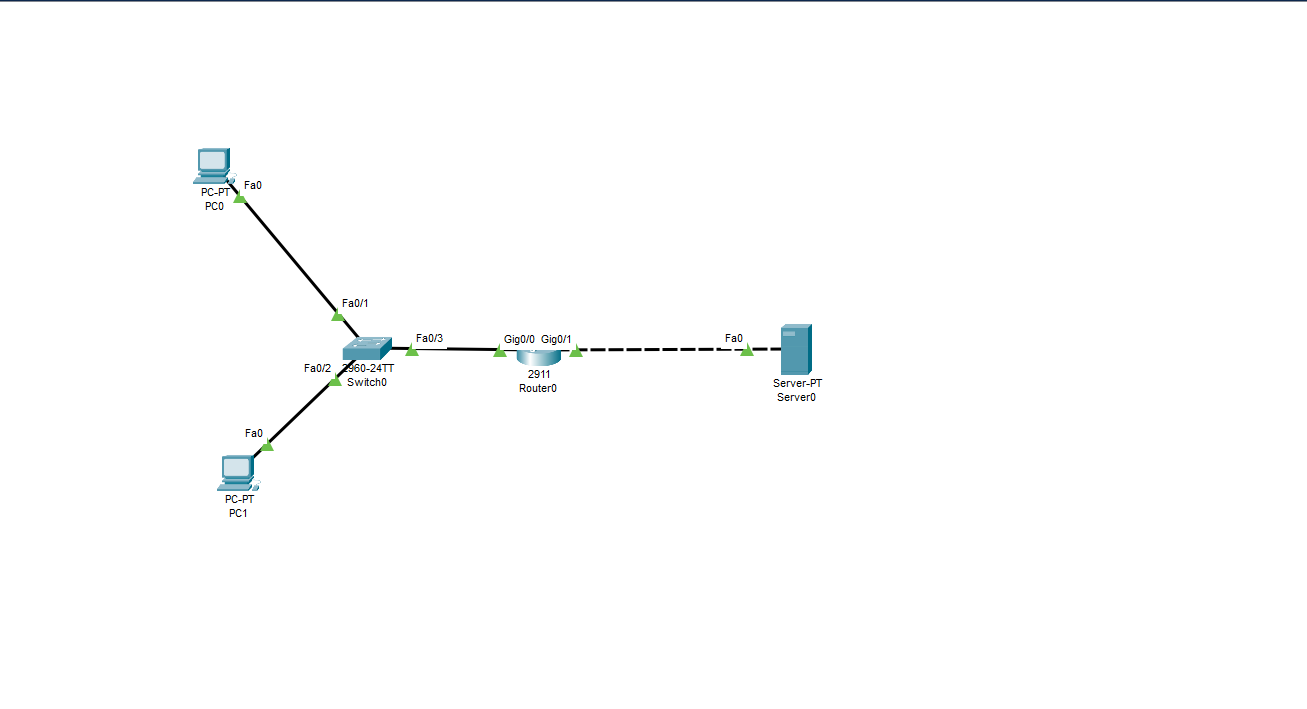 PC-PT
PC0
Fa0
Fa0/1
Fa0/3
Gig0/0
Gig0/1
Fa0
Fa0/2
2960-24TT
Switch0
2911
Router0
Server-PT
Server0
Fa0
PC-PT
PC1